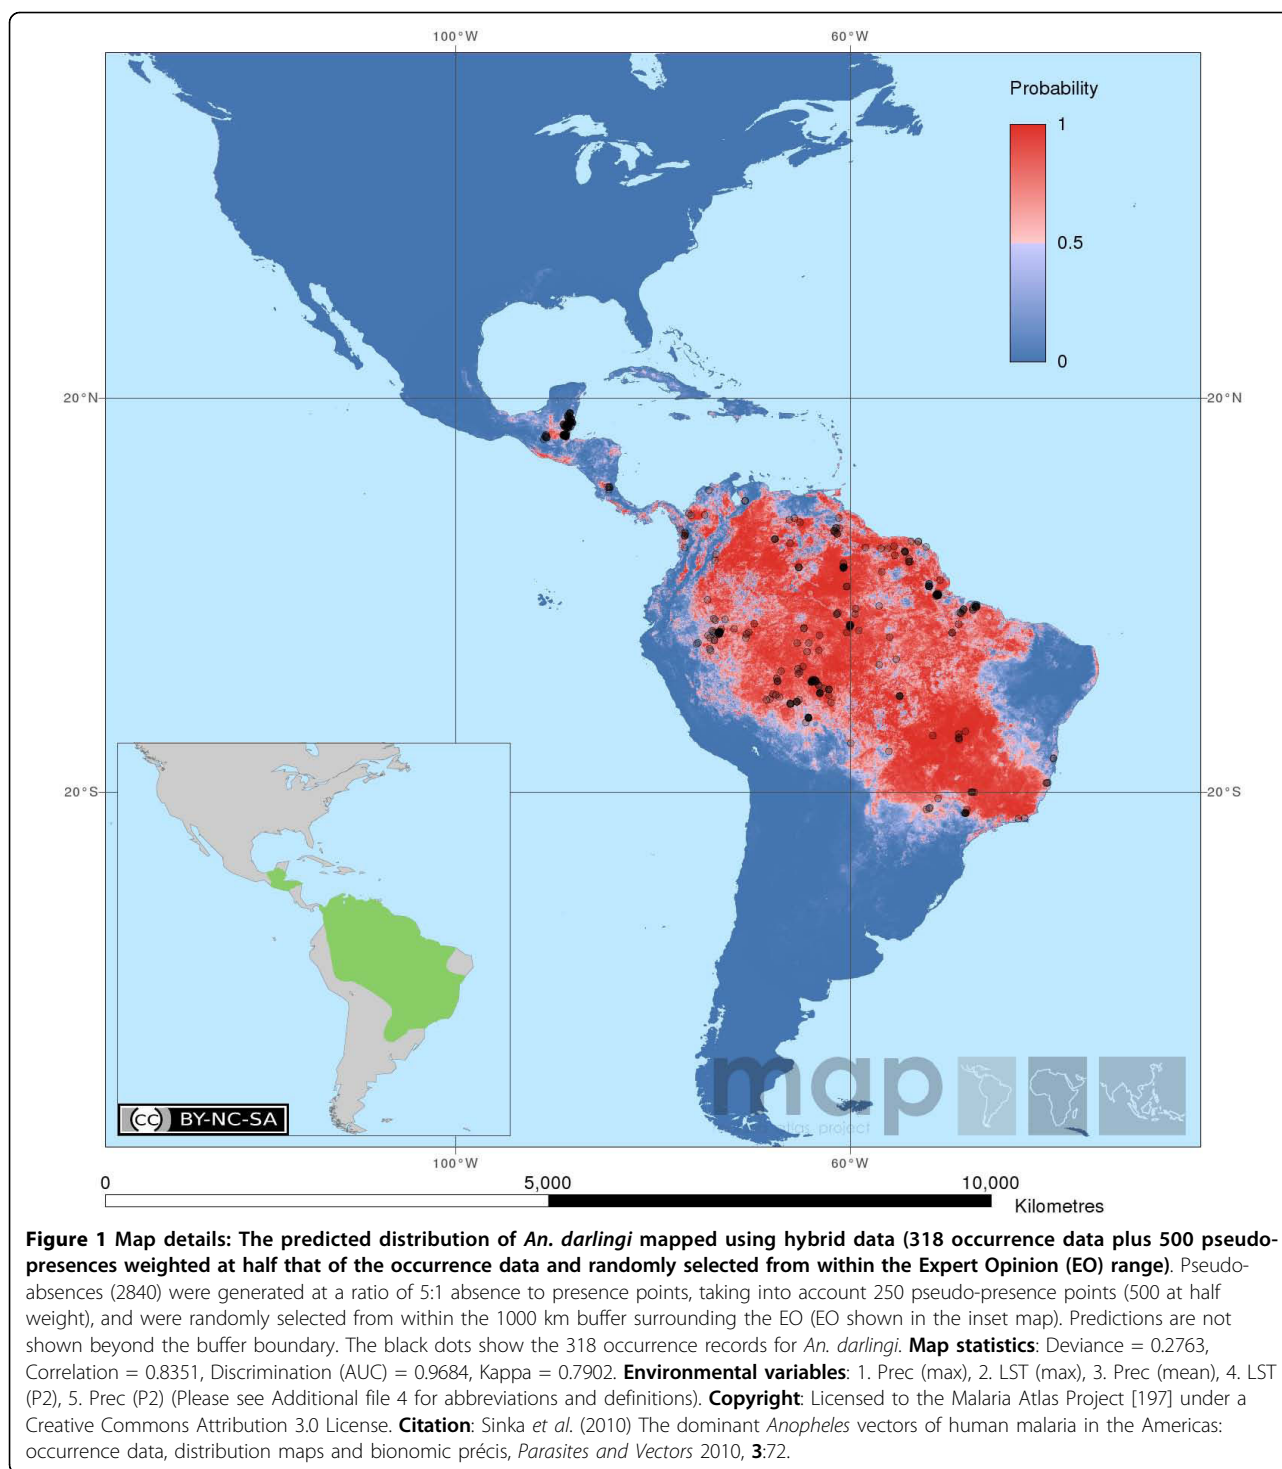 100°W
60°W
Probability
1
0.5
0
20°N
20°N
20°S
20°S
map
atlas project
(cc) BY-NC-SA
100°W
60°W
0
5,000
10,000
Kilometres
Figure 1 Map details: The predicted distribution of An. darlingi mapped using hybrid data (318 occurrence data plus 500 pseudo-
presences weighted at half that of the occurrence data and randomly selected from within the Expert Opinion (EO) range). Pseudo-
absences (2840) were generated at a ratio of 5:1 absence to presence points, taking into account 250 pseudo-presence points (500 at half
weight), and were randomly selected from within the 1000 km buffer surrounding the EO (EO shown in the inset map). Predictions are not
shown beyond the buffer boundary. The black dots show the 318 occurrence records for An. darlingi. Map statistics: Deviance = 0.2763,
Correlation = 0.8351, Discrimination (AUC) = 0.9684, Kappa = 0.7902. Environmental variables: 1. Prec (max), 2. LST (max), 3. Prec (mean), 4. LST
(P2), 5. Prec (P2) (Please see Additional file 4 for abbreviations and definitions). Copyright: Licensed to the Malaria Atlas Project [197] under a
Creative Commons Attribution 3.0 License. Citation: Sinka et al. (2010) The dominant Anopheles vectors of human malaria in the Americas:
occurrence data, distribution maps and bionomic précis, Parasites and Vectors 2010, 3:72.